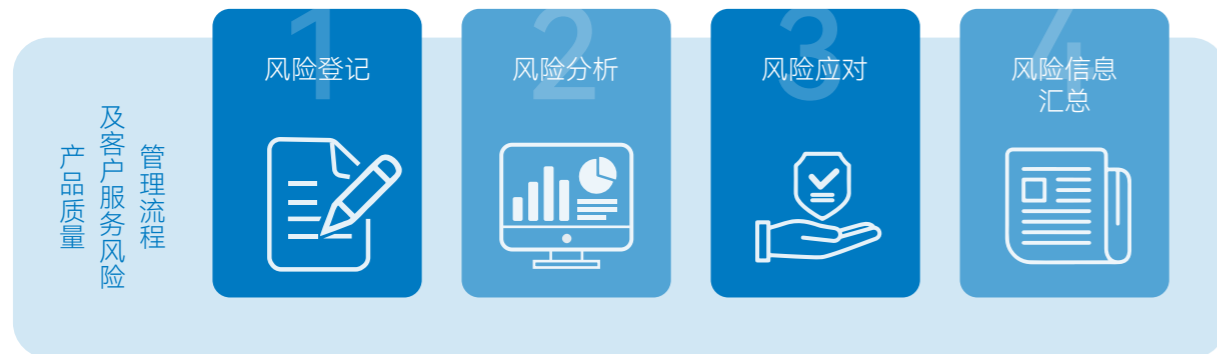 产品质量
及客户服务风险
管理流程
1
风险登记
2
风险分析
3
风险应对
4
风险信息
汇总